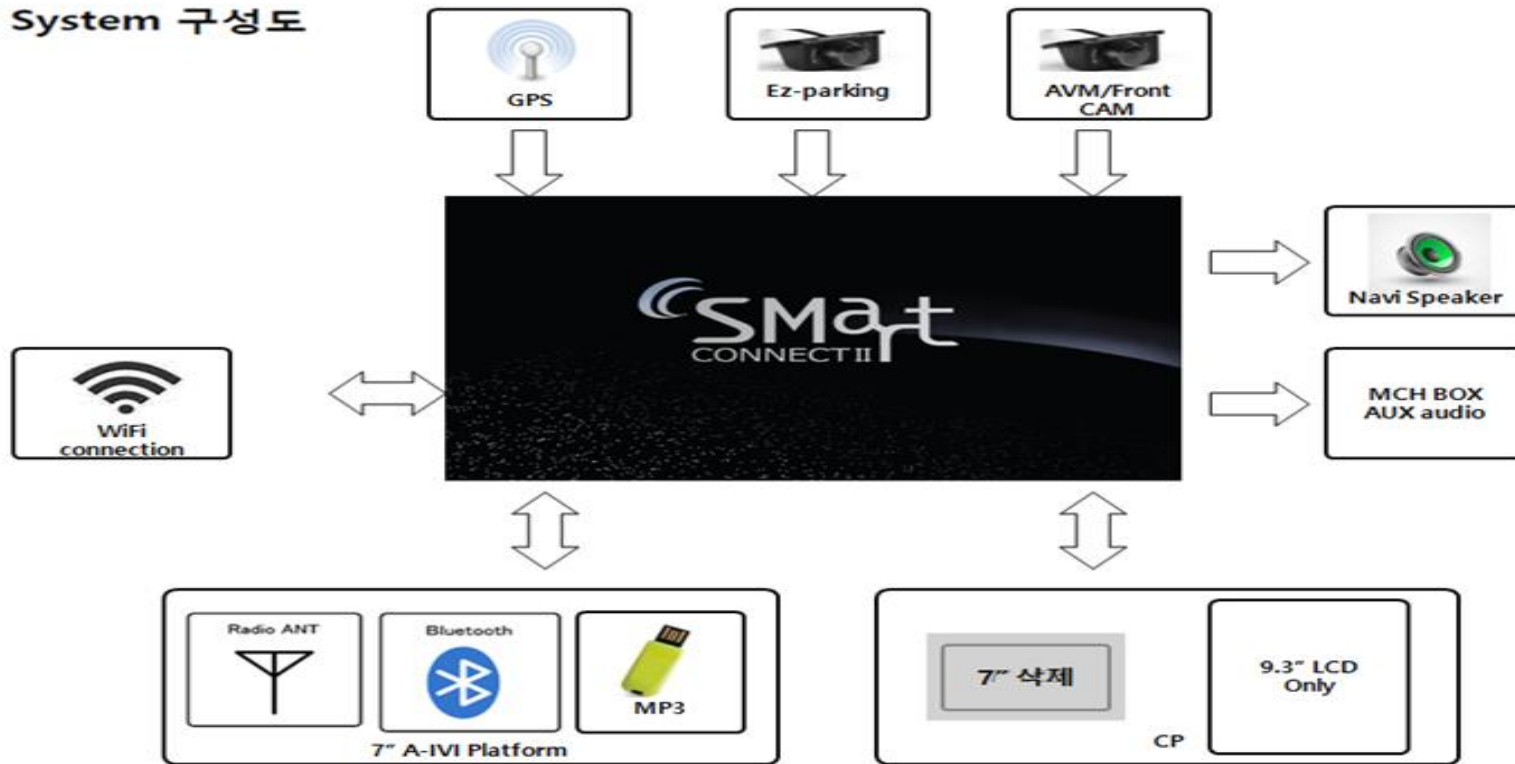 System 구성도
GPS
Ez-parking
AVM/Front
CAM
SMart
CONNECT II
Navi Speaker
WiFi
connection
MCH BOX
AUX audio
Radio ANT
Bluetooth
MP3
7" A-IVI Platform
7" 삭제
9.3" LCD
Only
CP